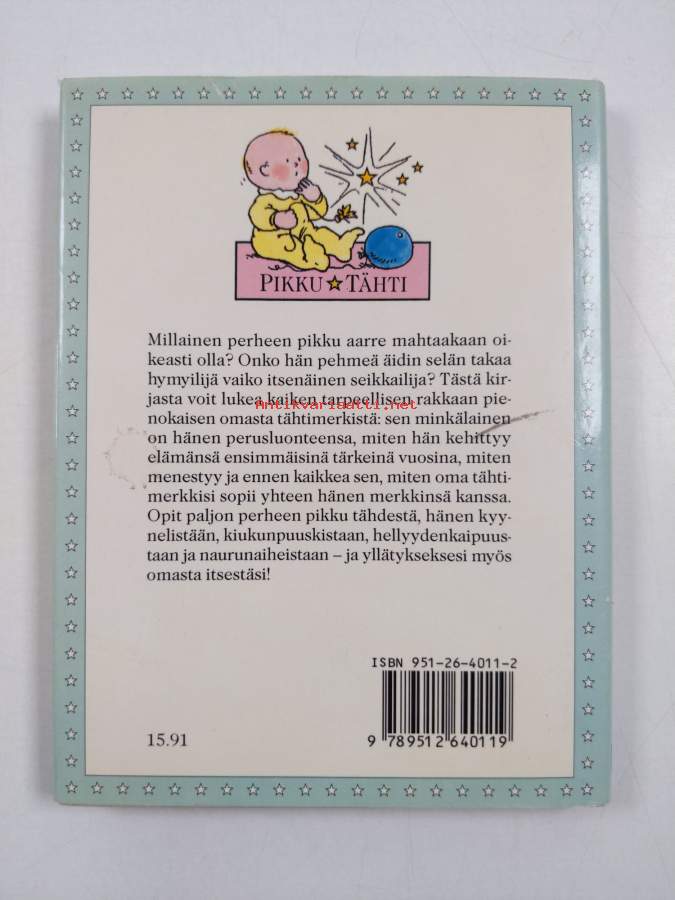 PIKKU TÄHTI
Millainen perheen pikku aarre mahtaakaan oi-
keasti olla? Onko hän pehmeä äidin selän takaa
hymyilijä vaiko itsenäinen seikkailija? Tästä kir-
jasta voit lukea kaiken tarpeellisen rakkaan pie-
Antikvariaatti.net
nokaisen omasta tähtimerkistä: sen minkälainen
on hänen perusluonteensa, miten hän kehittyy
elämänsä ensimmäisinä tärkeinä vuosina, miten
menestyy ja ennen kaikkea sen, miten oma tähti-
merkkisi sopii yhteen hänen merkkinsä kanssa.
Opit paljon perheen pikku tähdestä, hänen kyy-
nelistään, kiukunpuuskistaan, hellyydenkaipuus-
taan ja naurunaiheistaan – ja yllätykseksesi myös
omasta itsestäsi!
ISBN 951-26-4011-2
15.91
9 789512 640119